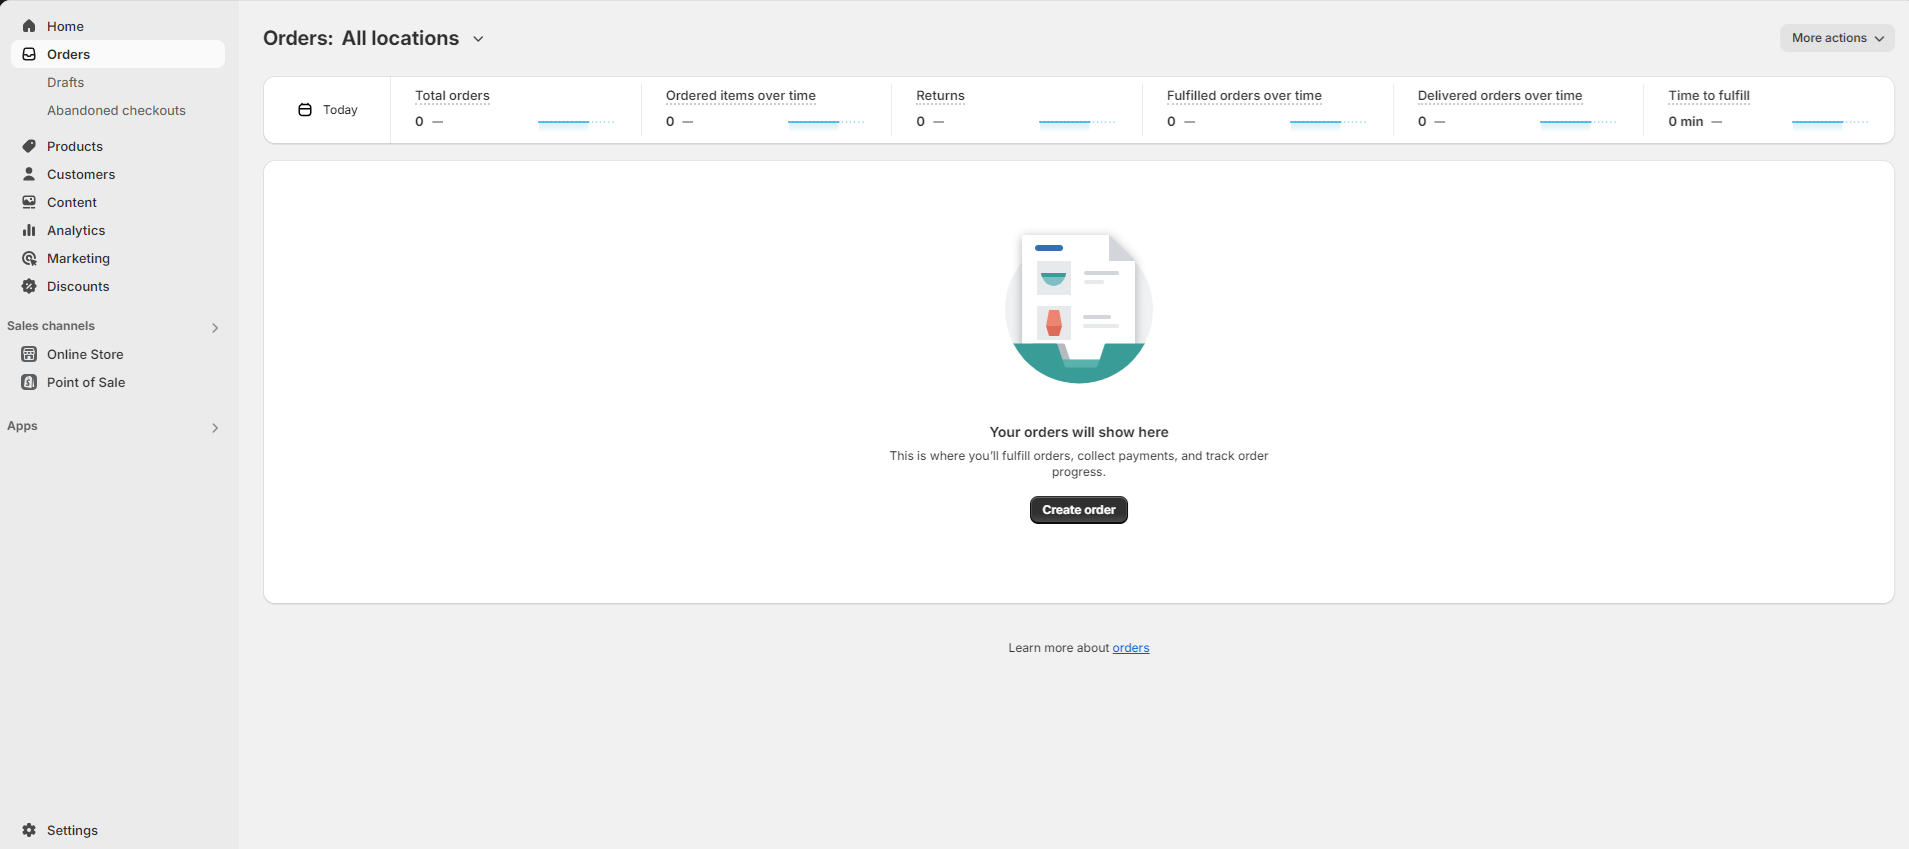 Home
Orders
Drafts
Abandoned checkouts
Products
Customers
Content
Analytics
Marketing
Discounts
Sales channels
Online Store
Point of Sale
Apps
Settings
Orders: All locations
More actions
Today
Total orders
0 —
Ordered items over time
0 —
Returns
0 —
Fulfilled orders over time
0 —
Delivered orders over time
0 —
Time to fulfill
0 min —
Your orders will show here
This is where you’ll fulfill orders, collect payments, and track order
progress.
Create order
Learn more about orders